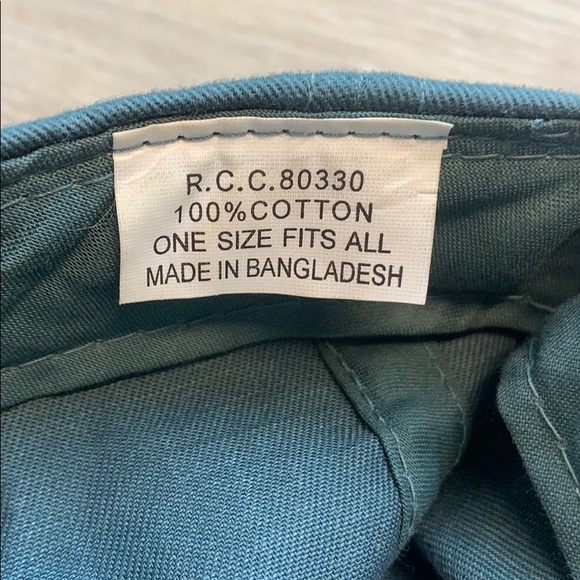 R.C.C.80330
100%COTTON
ONE SIZE FITS ALL
MADE IN BANGLADESH